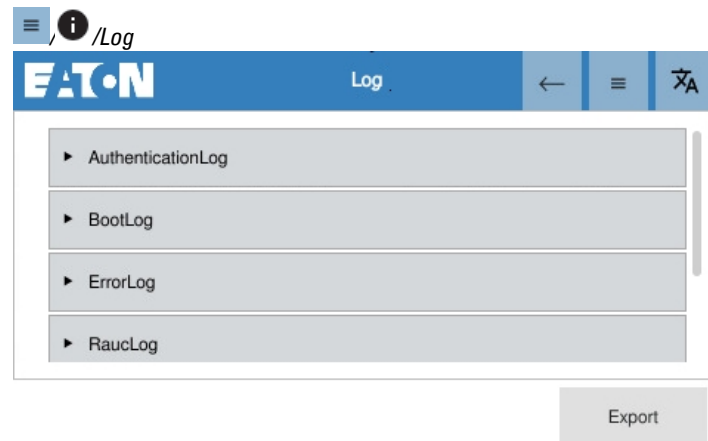 / /Log
EATON
Log
AuthenticationLog
BootLog
ErrorLog
RaucLog
Export